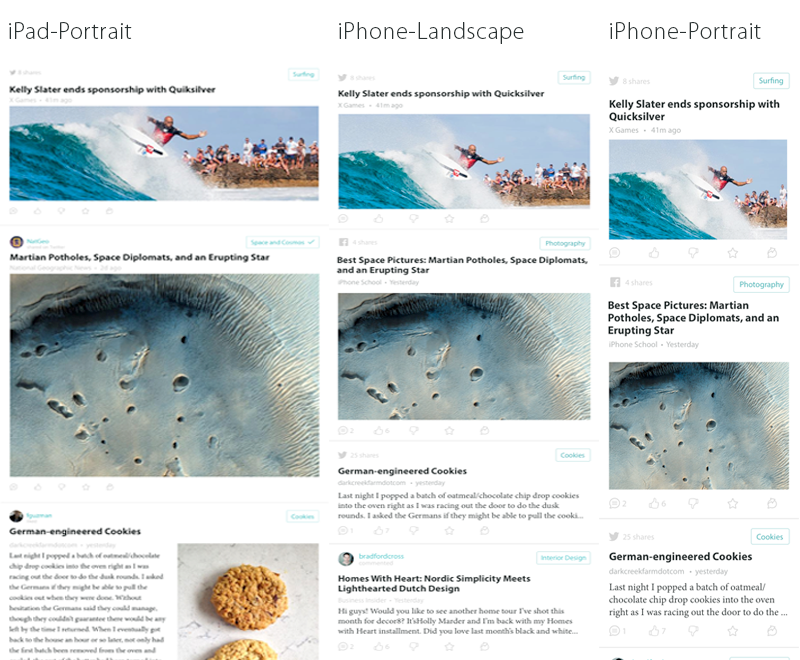 iPad-Portrait
8 shares
Surfing
Kelly Slater ends sponsorship with Quiksilver
X Games • 41m ago
NatGeo
Space and Cosmos
Martian Potholes, Space Diplomats, and an Erupting Star
National Geographic News • 2d ago
lfguzman
Cookies
German-engineered Cookies
darkcreekfarmdotcom • yesterday
Last night I popped a batch of oatmeal/chocolate
chip drop cookies into the oven right as I was
racing out the door to do the dusk rounds. I asked
the Germans if they might be able to pull the
cookies out when they were done. Without
hesitation the Germans said they could manage,
though they couldn't guarantee there would be any
left by the time I returned. When I eventually got
back to the house an hour or so later, not only had
the first batch been removed from the oven and
iPhone-Landscape
8 shares
Surfing
Kelly Slater ends sponsorship with Quicksilver
X Games • 41m ago
4 shares
Photography
Best Space Pictures: Martian Potholes, Space Diplomats,
and an Erupting Star
iPhone School • Yesterday
2 6
25 shares
Cookies
German-engineered Cookies
darkcreekfarmdotcom • yesterday
Last night I popped a batch of oatmeal/chocolate chip drop cookies
into the oven right as I was racing out the door to do the dusk
rounds. I asked the Germans if they might be able to pull the cooki...
1 7
bradfordcross
commented
Interior Design
Homes With Heart: Nordic Simplicity Meets
Lighthearted Dutch Design
Business Insider • Yesterday
Hi guys! Would you like to see another home tour I've shot this
month for decor8? It'sHolly Marder and I'm back with my Homes
with Heart installment. Did you love last month's black and white...
2 6
iPhone-Portrait
8 shares
Surfing
Kelly Slater ends sponsorship with
Quicksilver
X Games • 41m ago
4 shares
Photography
Best Space Pictures: Martian
Potholes, Space Diplomats, and an
Erupting Star
iPhone School • Yesterday
2 6
25 shares
Cookies
German-engineered Cookies
darkcreekfarmdotcom • yesterday
Last night I popped a batch of oatmeal/
chocolate chip drop cookies into the oven
right as I was racing out the door to do the ...
1 7